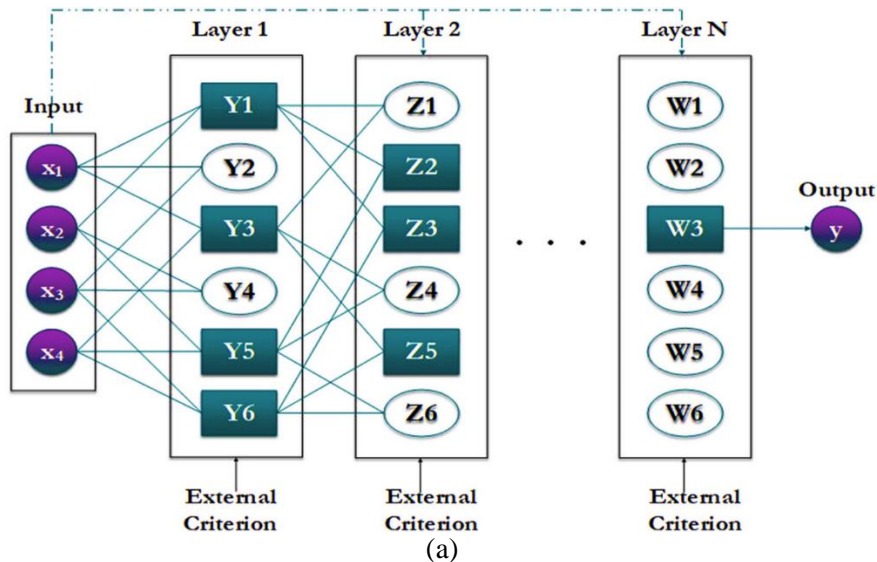 Layer 1 Layer 2 Layer N
Input
Y1 Z1 W1
x1 Y2 Z2 W2
Output
x2 Y3 Z3 . . . W3 y
x3 Y4 Z4 W4
x4 Y5 Z5 W5
Y6 Z6 W6
External External External
Criterion Criterion Criterion
(a)